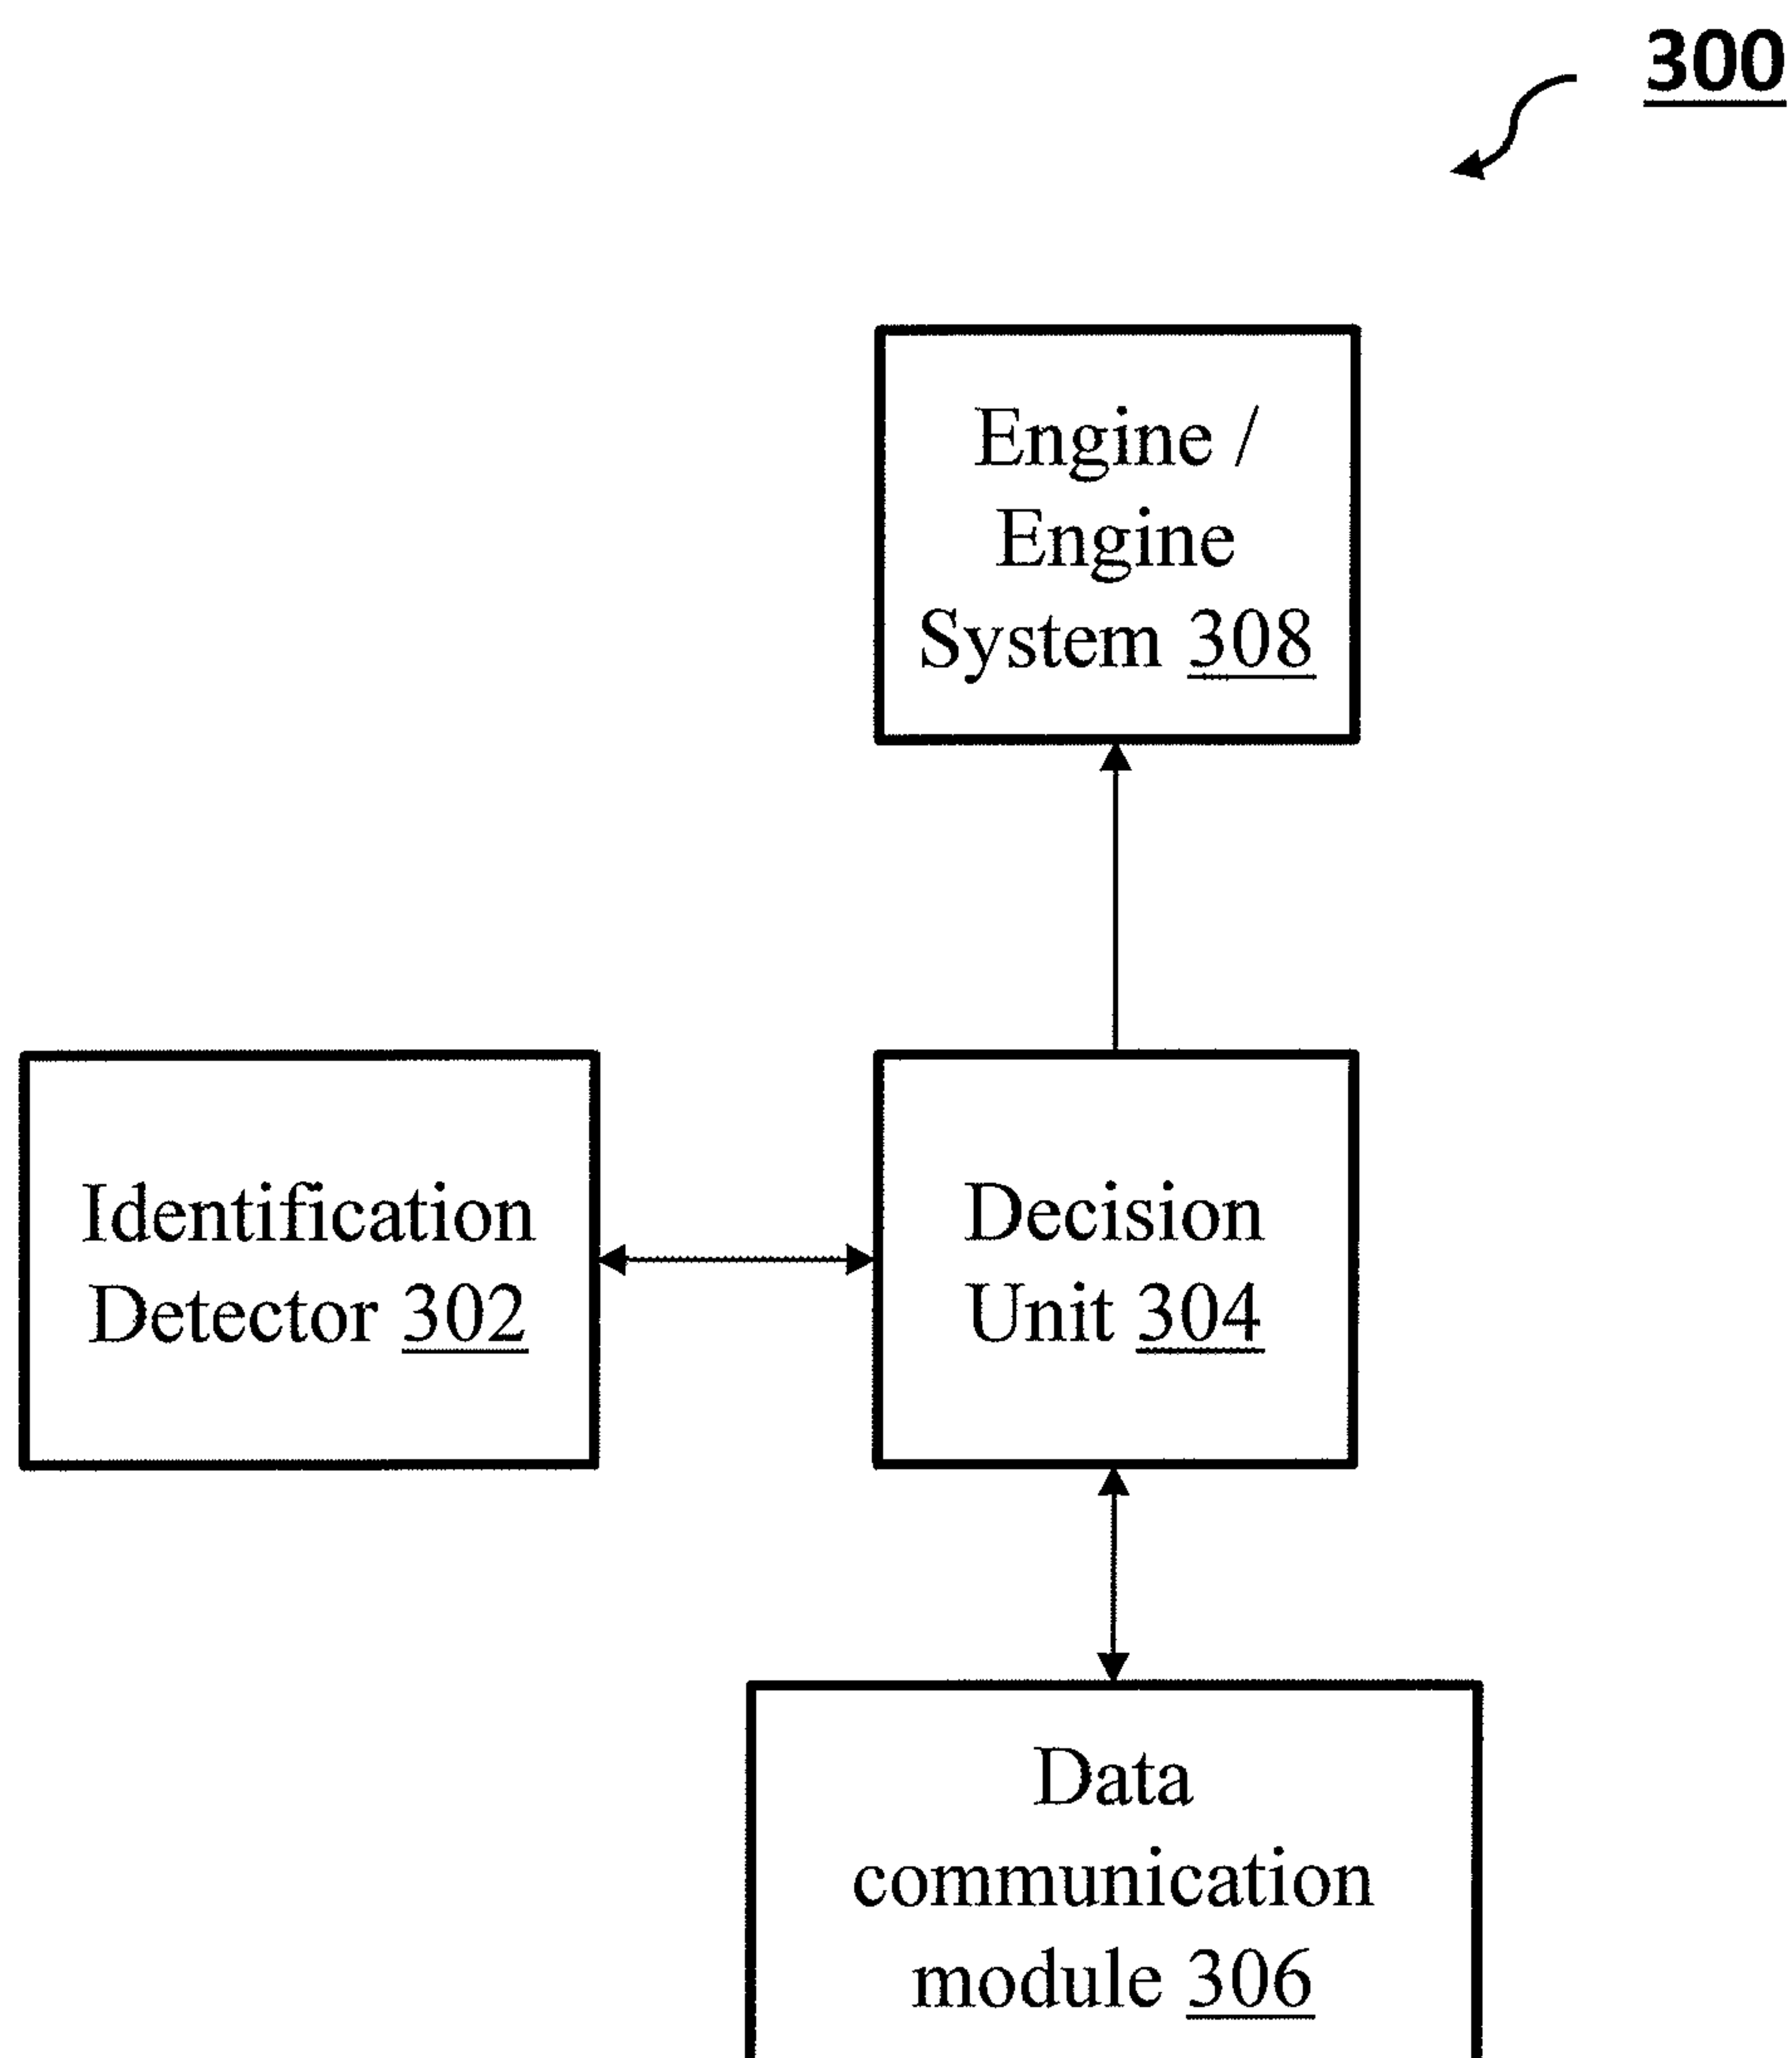 300
Engine /
Engine
System 308
Identification
Detector 302
Decision
Unit 304
Data
communication
module 306